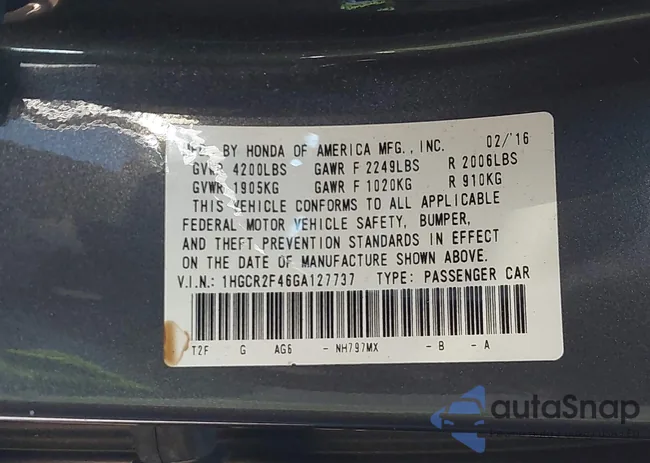 MFD. BY HONDA OF AMERICA MFG., INC. 02/'16
GVWR 4200LBS GAWR F 2249LBS R 2006LBS
GVWR 1905KG GAWR F 1020KG R 910KG
THIS VEHICLE CONFORMS TO ALL APPLICABLE
FEDERAL MOTOR VEHICLE SAFETY, BUMPER,
AND THEFT PREVENTION STANDARDS IN EFFECT
ON THE DATE OF MANUFACTURE SHOWN ABOVE.
V.I.N.: 1HGCR2F46GA127737 TYPE: PASSENGER CAR
T2F G AG6 - NH797MX - B - A
autaSnap